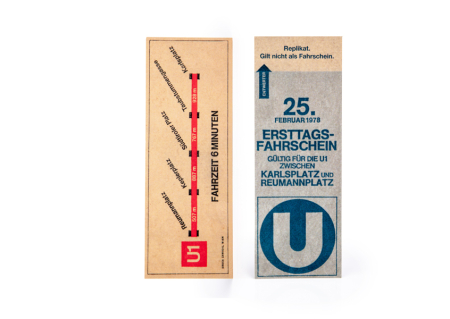 Karlsplatz
Taubstummengasse
Südtiroler Platz
Keplerplatz
Reumannplatz
FAHRZEIT 6 MINUTEN
U1
Replikat.
Gilt nicht als Fahrschein.
ENTWERTEN
25.
FEBRUAR 1978
ERSTTAGS-
FAHRSCHEIN
GÜLTIG FÜR DIE U1
ZWISCHEN
KARLSPLATZ UND
REUMANNPLATZ
U